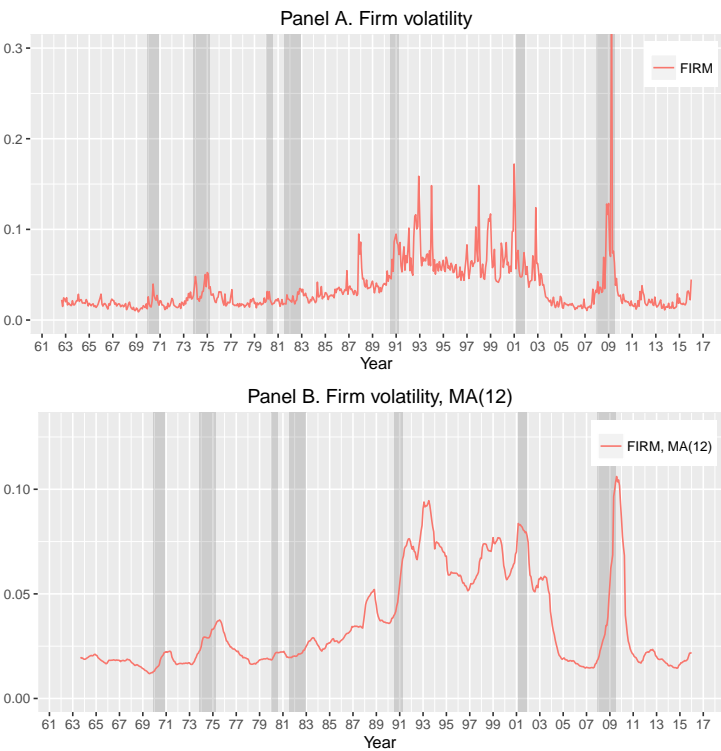 Panel A. Firm volatility
0.3
0.2
0.1
0.0
FIRM
61 63 65 67 69 71 73 75 77 79 81 83 85 87 89 91 93 95 97 99 01 03 05 07 09 11 13 15 17
Year
Panel B. Firm volatility, MA(12)
0.10
0.05
0.00
FIRM, MA(12)
61 63 65 67 69 71 73 75 77 79 81 83 85 87 89 91 93 95 97 99 01 03 05 07 09 11 13 15 17
Year